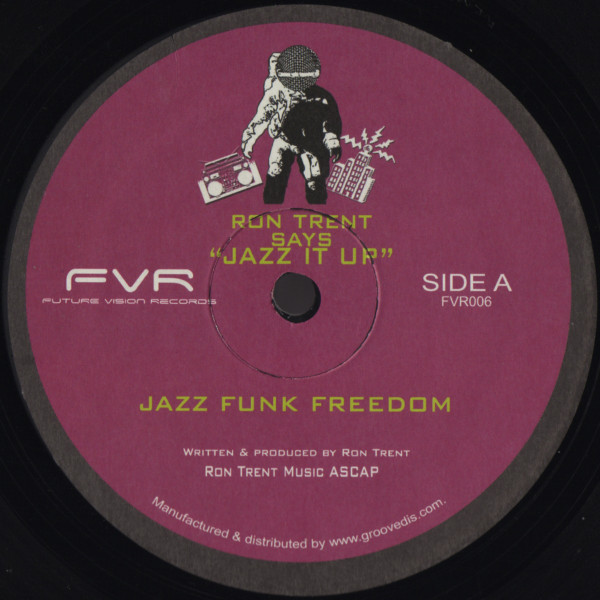 RON TRENT
SAYS
“JAZZ IT UP”
FVR
FUTURE VISION RECORDS
SIDE A
FVR006
JAZZ FUNK FREEDOM
WRITTEN & PRODUCED BY RON TRENT
RON TRENT MUSIC ASCAP
Manufactured & distributed by www.groovedis.com.